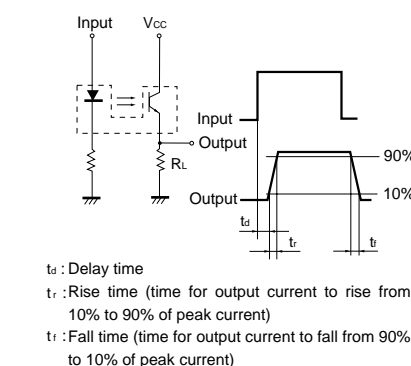 Input
Vcc
Input
Output
RL
90%
Output
10%
td
tr
tf
td : Delay time
tr : Rise time (time for output current to rise from
10% to 90% of peak current)
tf : Fall time (time for output current to fall from 90%
to 10% of peak current)